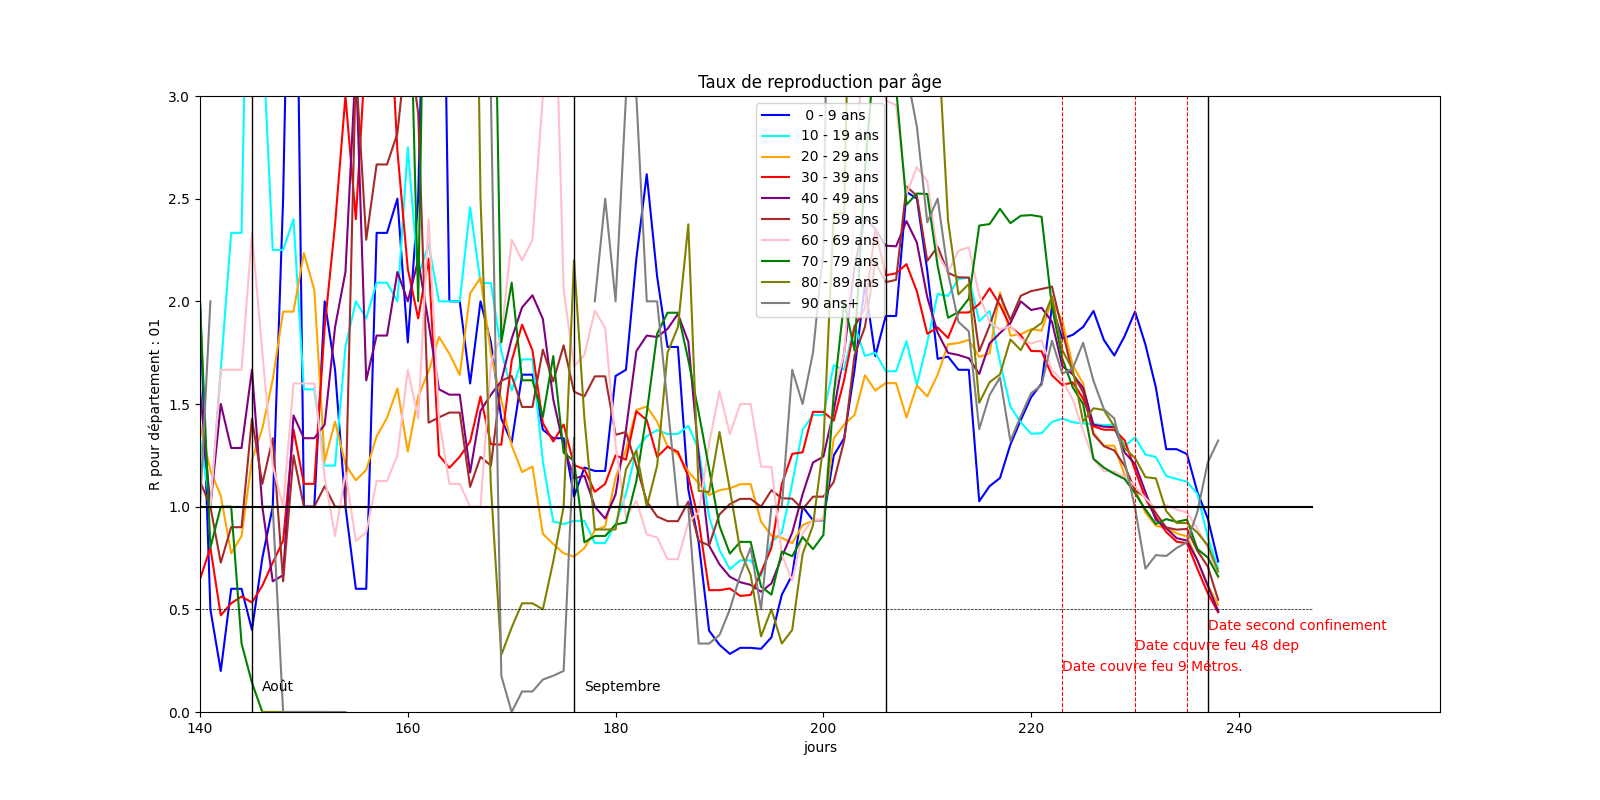 Taux de reproduction par âge
R pour département : 01
3.0
2.5
2.0
1.5
1.0
0.5
0.0
0 - 9 ans
10 - 19 ans
20 - 29 ans
30 - 39 ans
40 - 49 ans
50 - 59 ans
60 - 69 ans
70 - 79 ans
80 - 89 ans
90 ans+
Date second confinement
Date couvre feu 48 dep
Date couvre feu 9 Métros.
Août
Septembre
140
160
180
200
220
240
jours